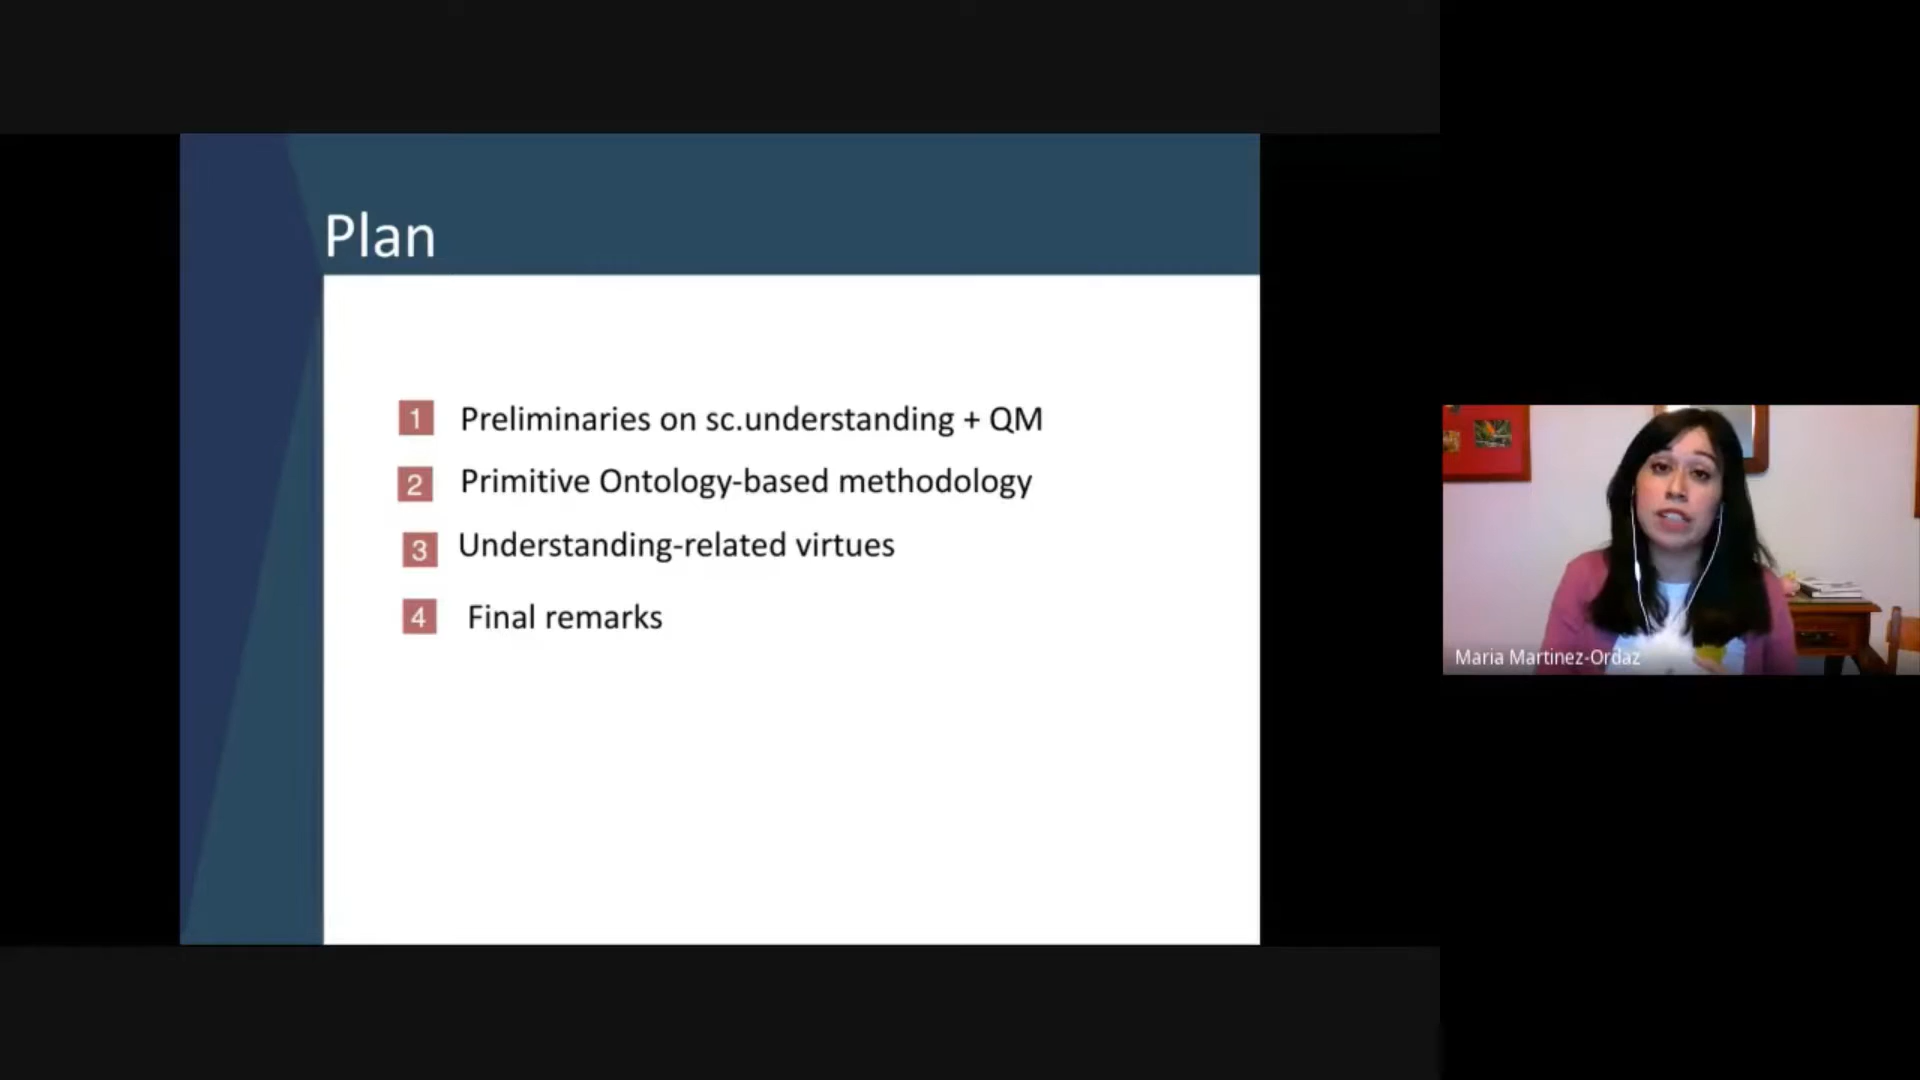 Plan
1 Preliminaries on sc.understanding + QM
2 Primitive Ontology-based methodology
3 Understanding-related virtues
4 Final remarks
Maria Martinez-Ordaz